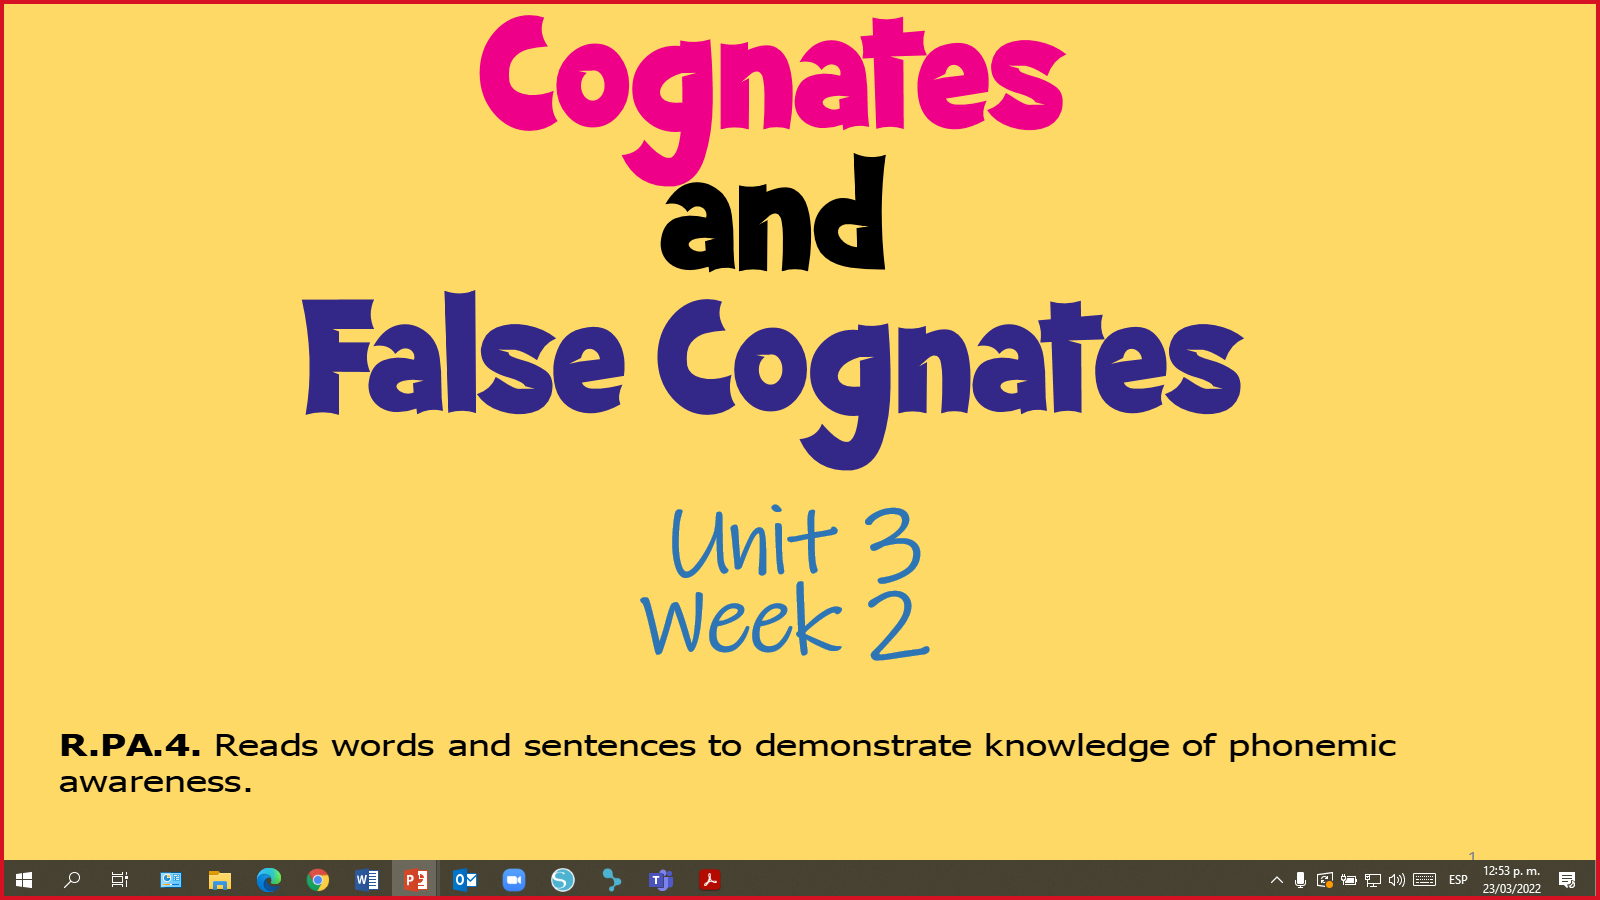 Cognates
and
False Cognates
Unit 3
Week 2
R.PA.4. Reads words and sentences to demonstrate knowledge of phonemic
awareness.
1
ESP
12:53 p. m.
23/03/2022